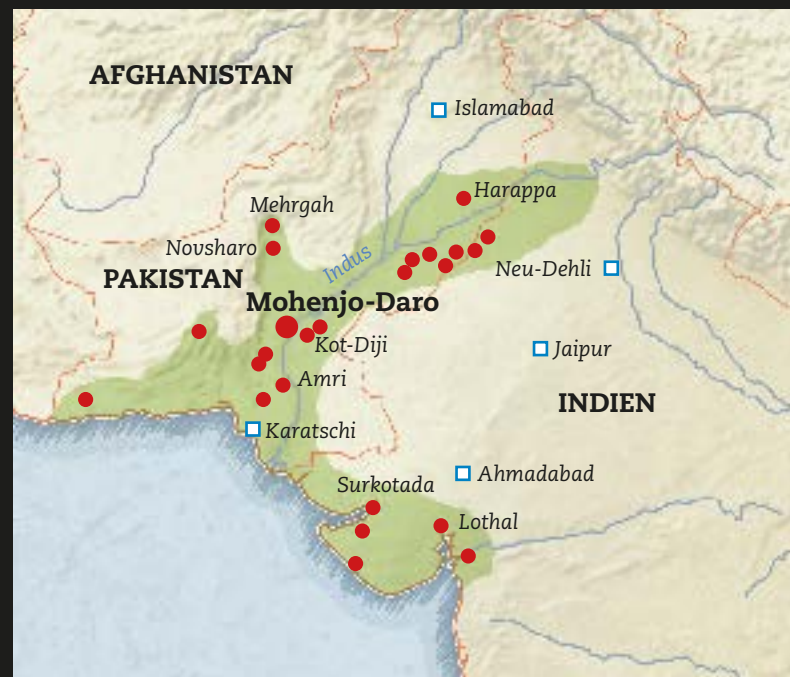 AFGHANISTAN
Islamabad
Harappa
Mehrgah
Novsharo
Indus
Neu-Dehli
PAKISTAN
Mohenjo-Daro
Kot-Diji
Jaipur
Amri
INDIEN
Karatschi
Ahmadabad
Surkotada
Lothal